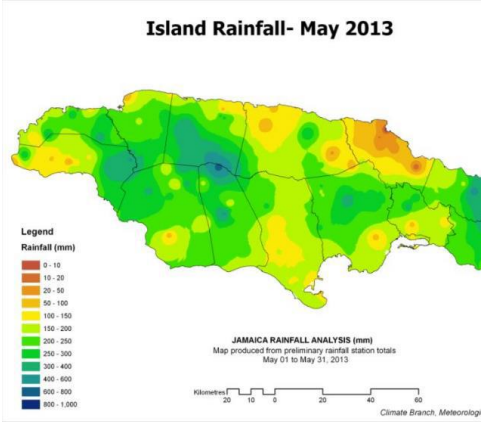 Island Rainfall- May 2013
Legend
Rainfall (mm)
0 - 10
10 - 20
20 - 50
50 - 100
100 - 150
150 - 200
200 - 250
250 - 300
300 - 400
400 - 600
600 - 800
800 - 1,000
JAMAICA RAINFALL ANALYSIS (mm)
Map produced from preliminary rainfall station totals
May 01 to May 31, 2013
Kilometres
20 10 0 20 40 60
Climate Branch, Meteorologi